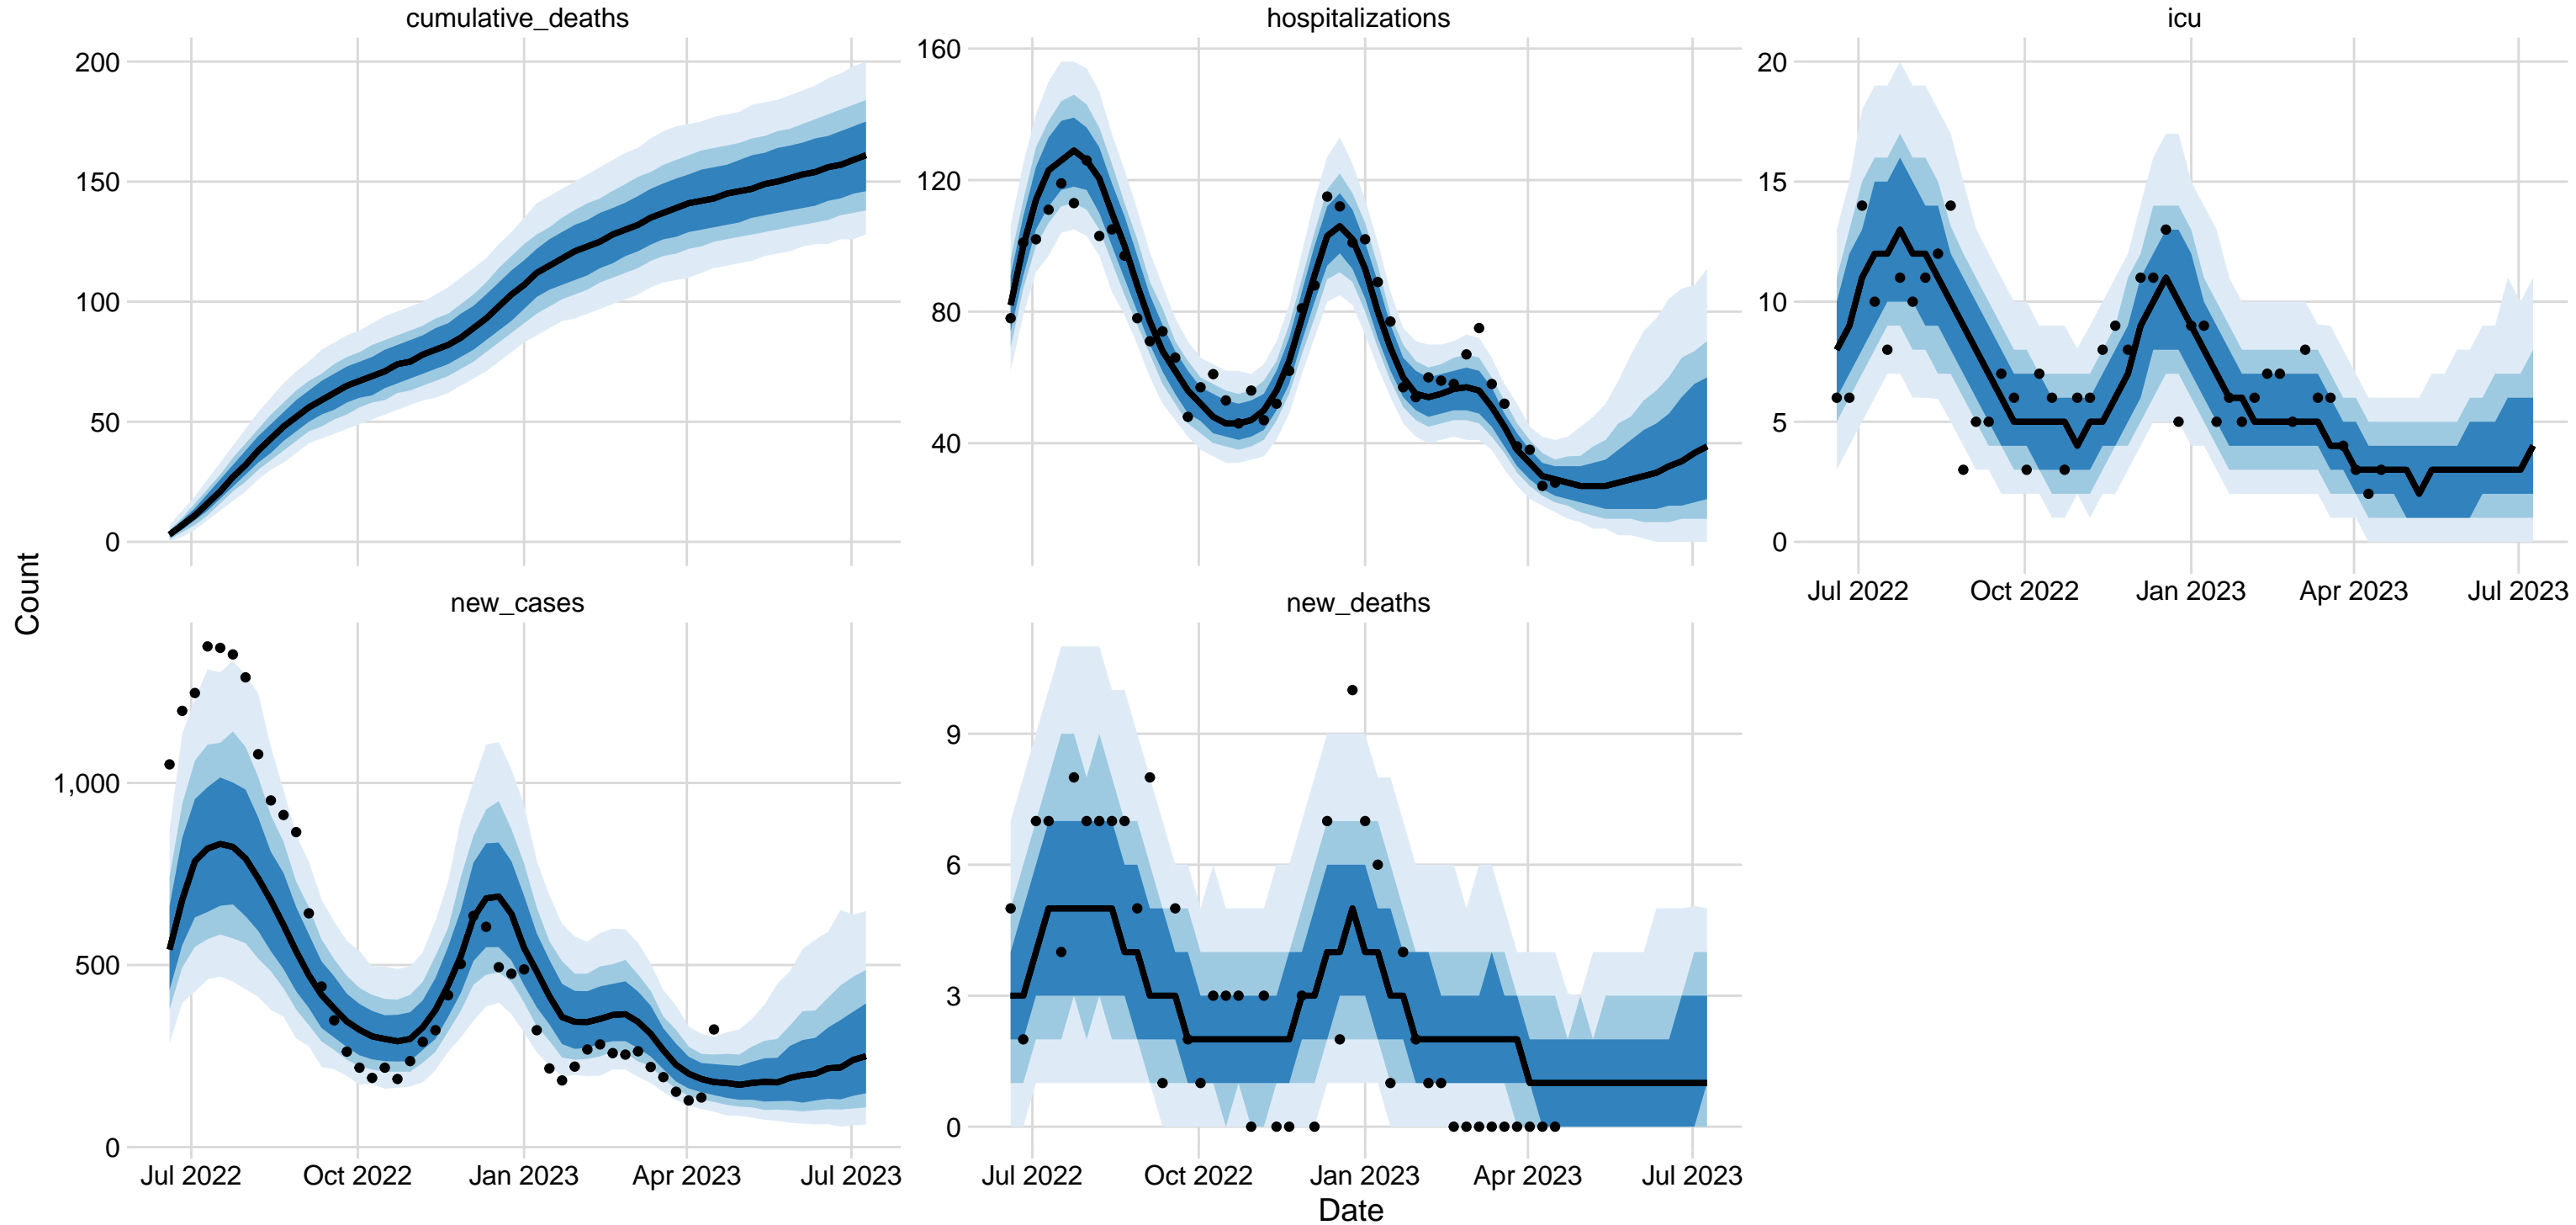 cumulative_deaths
200
150
100
50
0
hospitalizations
160
120
80
40
icu
20
15
10
5
0
Jul 2022 Oct 2022 Jan 2023 Apr 2023 Jul 2023
Count
new_cases
1,000
500
0
Jul 2022 Oct 2022 Jan 2023 Apr 2023 Jul 2023
new_deaths
9
6
3
0
Jul 2022 Oct 2022 Jan 2023 Apr 2023 Jul 2023
Date